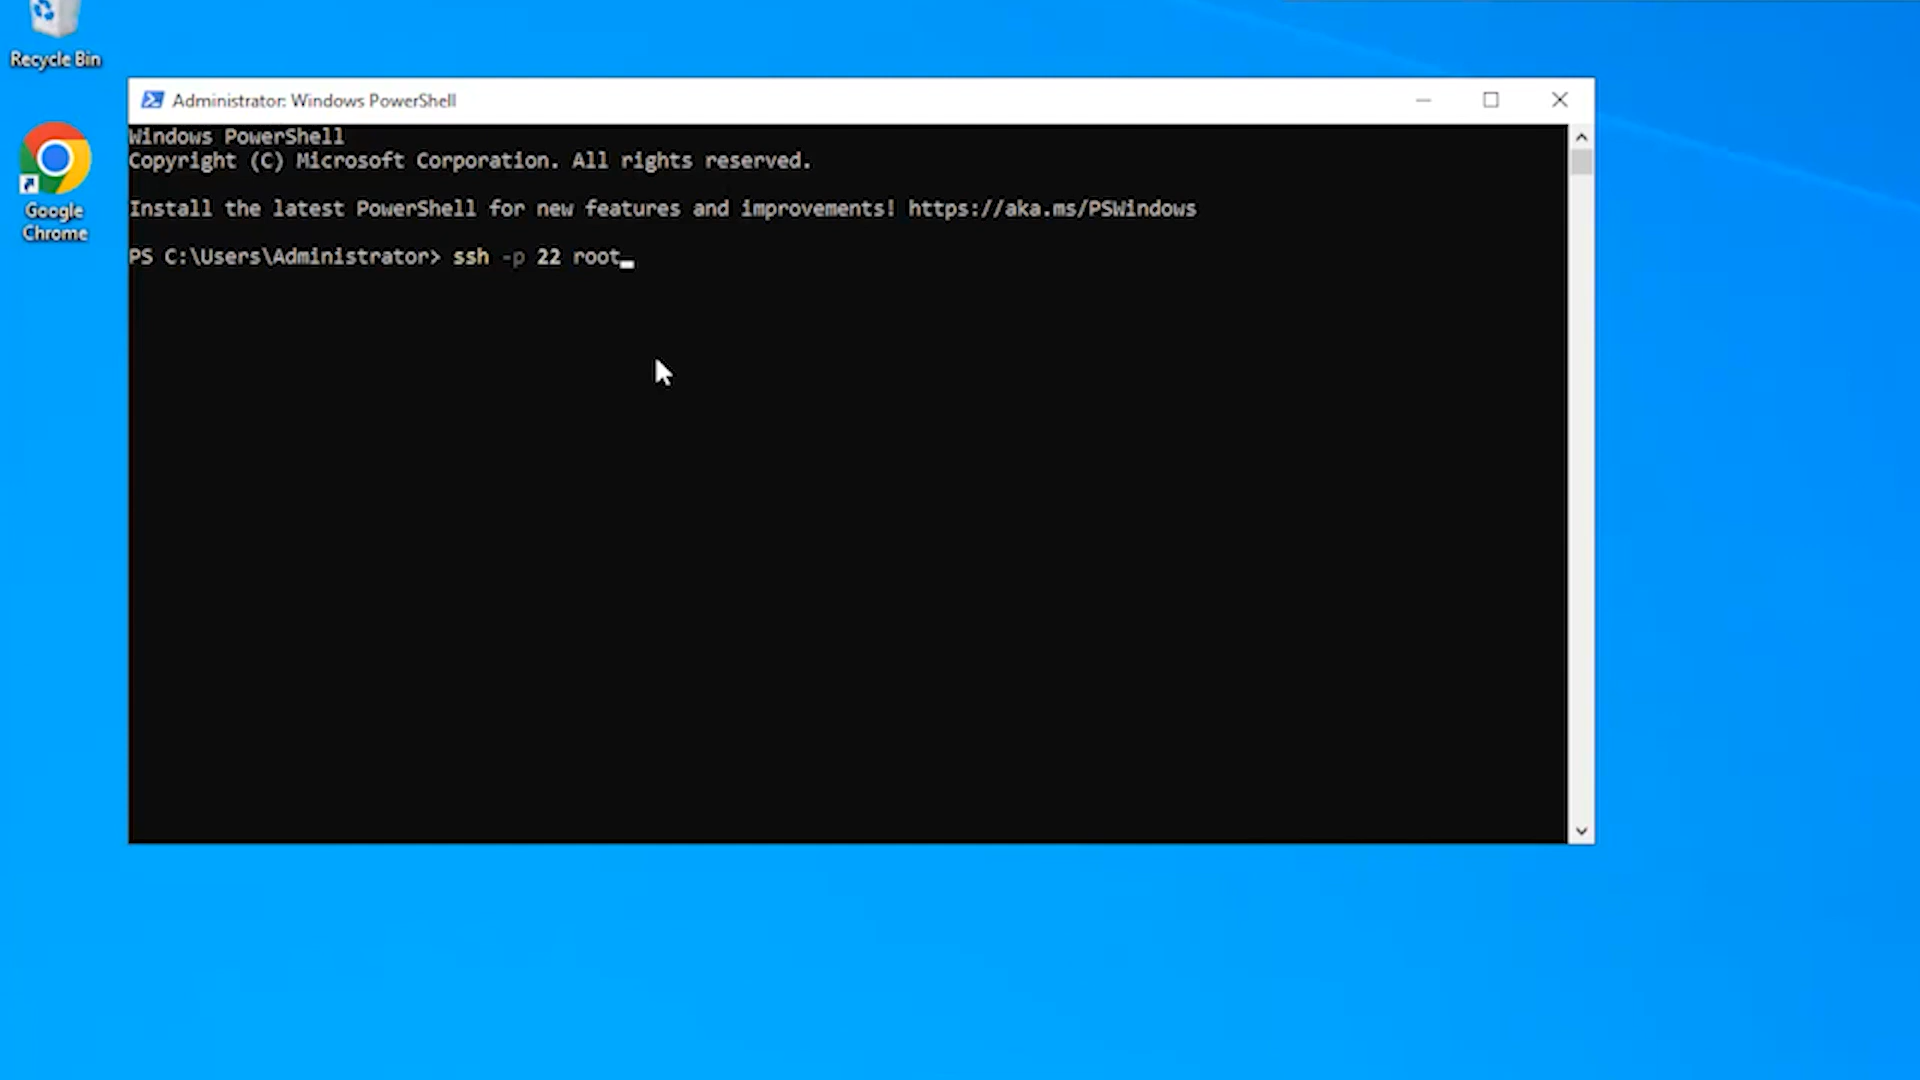 Recycle Bin
Google
Chrome
Administrator: Windows PowerShell
Windows PowerShell
Copyright (C) Microsoft Corporation. All rights reserved.
Install the latest PowerShell for new features and improvements! https://aka.ms/PSWindows
PS C:\Users\Administrator> ssh -p 22 root